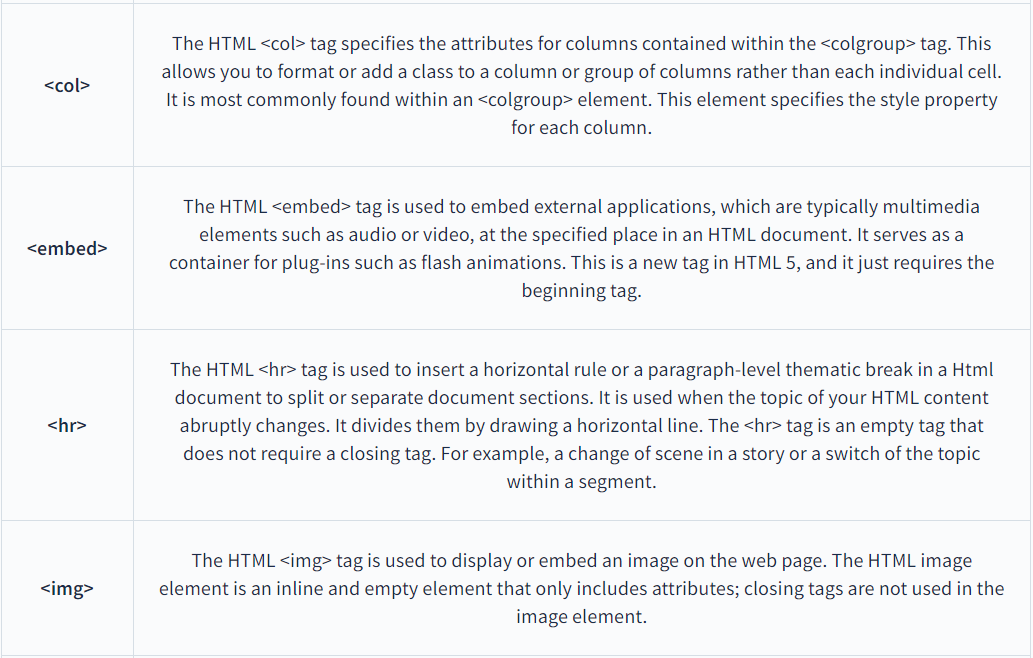 <col>
The HTML <col> tag specifies the attributes for columns contained within the <colgroup> tag. This
allows you to format or add a class to a column or group of columns rather than each individual cell.
It is most commonly found within an <colgroup> element. This element specifies the style property
for each column.
<embed>
The HTML <embed> tag is used to embed external applications, which are typically multimedia
elements such as audio or video, at the specified place in an HTML document. It serves as a
container for plug-ins such as flash animations. This is a new tag in HTML 5, and it just requires the
beginning tag.
<hr>
The HTML <hr> tag is used to insert a horizontal rule or a paragraph-level thematic break in a Html
document to split or separate document sections. It is used when the topic of your HTML content
abruptly changes. It divides them by drawing a horizontal line. The <hr> tag is an empty tag that
does not require a closing tag. For example, a change of scene in a story or a switch of the topic
within a segment.
<img>
The HTML <img> tag is used to display or embed an image on the web page. The HTML image
element is an inline and empty element that only includes attributes; closing tags are not used in the
image element.